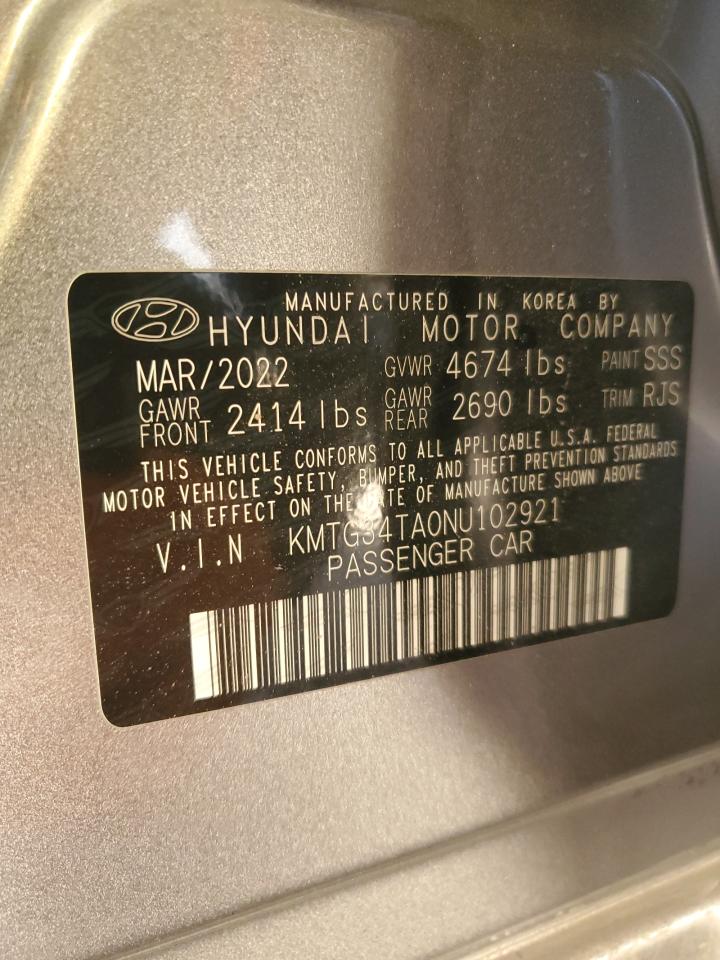 MANUFACTURED IN KOREA BY
HYUNDAI MOTOR COMPANY
MAR/2022 GVWR 4674 lbs PAINT SSS
GAWR FRONT 2414 lbs GAWR REAR 2690 lbs TRIM RJS
THIS VEHICLE CONFORMS TO ALL APPLICABLE U.S.A. FEDERAL
MOTOR VEHICLE SAFETY, BUMPER, AND THEFT PREVENTION STANDARDS
IN EFFECT ON THE DATE OF MANUFACTURE SHOWN ABOVE
V.I.N KMTG34TA0NU102921
PASSENGER CAR